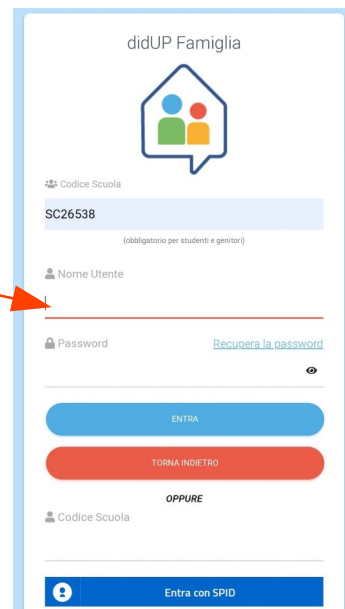 didUP Famiglia
Codice Scuola
SC26538
(obbligatorio per studenti e genitori)
Nome Utente
Password Recupera la password
ENTRA
TORNA INDIETRO
OPPURE
Codice Scuola
Entra con SPID